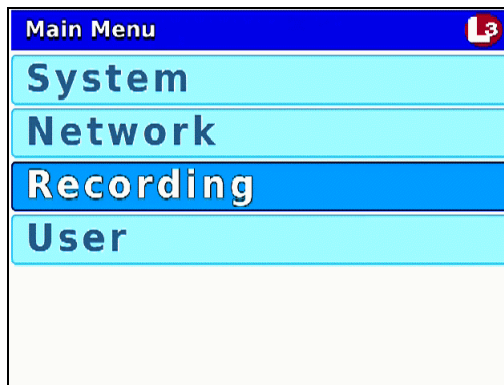 Main Menu
L3
System
Network
Recording
User